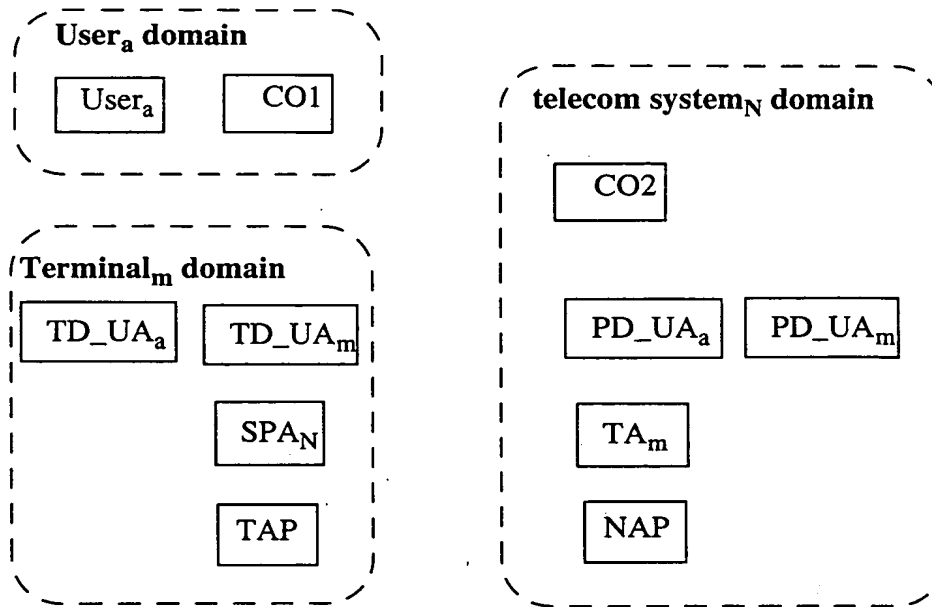 User_a domain
User_a CO1
Terminal_m domain
TD_UA_a TD_UA_m
SPA_N
TAP
telecom system_N domain
CO2
PD_UA_a PD_UA_m
TA_m
NAP